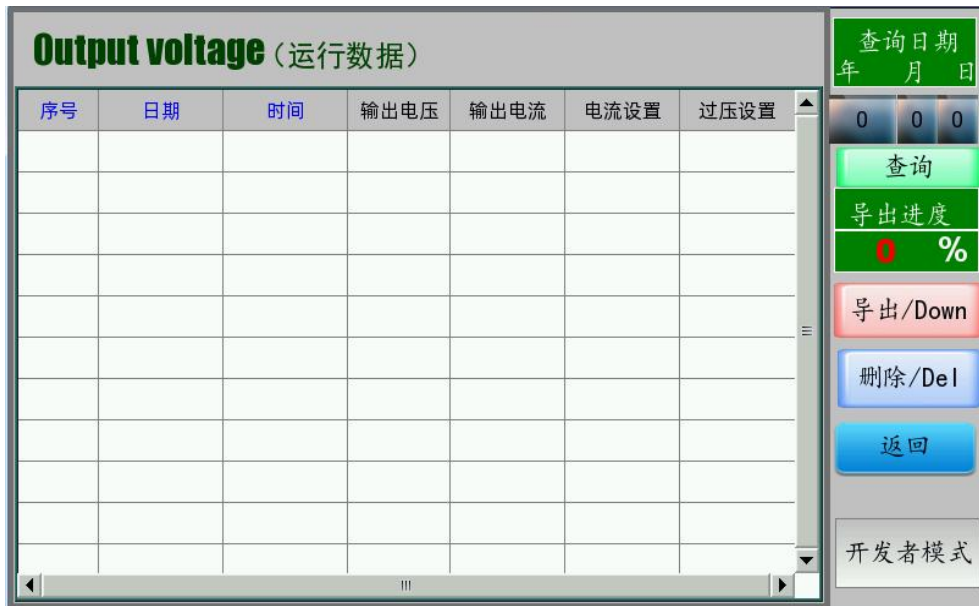 Output voltage(运行数据)
序号 日期 时间 输出电压 输出电流 电流设置 过压设置
查询日期
年 月 日
0 0 0
查询
导出进度
0 %
导出/Down
删除/Del
返回
开发者模式